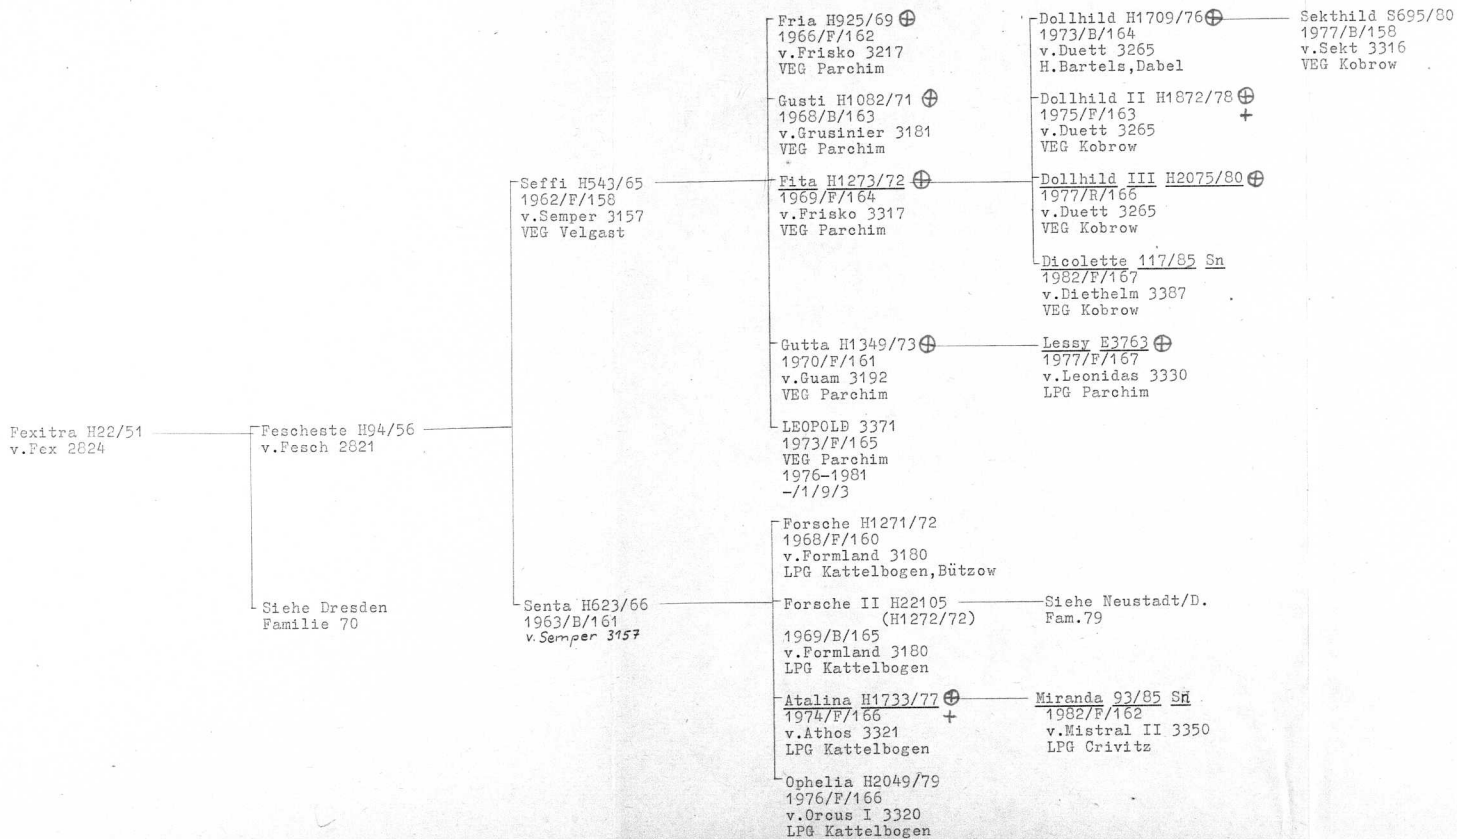 Fexitra H22/51
v.Fex 2824
Fescheste H94/56
v.Fesch 2821
Siehe Dresden
Familie 70
Seffi H543/65
1962/F/158
v.Semper 3157
VEG Velgast
Senta H623/66
1963/B/161
v. Semper 3157
Fria H925/69 ⊕
1966/F/162
v.Frisko 3217
VEG Parchim
Gusti H1082/71 ⊕
1968/B/163
v.Grusinier 3181
VEG Parchim
Fita H1273/72 ⊕
1969/F/164
v.Frisko 3317
VEG Parchim
Gutta H1349/73 ⊕
1970/F/161
v.Guam 3192
VEG Parchim
LEOPOLD 3371
1973/F/165
VEG Parchim
1976-1981
-/1/9/3
Forsche H1271/72
1968/F/160
v.Formland 3180
LPG Kattelbogen,Bützow
Forsche II H22105
(H1272/72)
1969/B/165
v.Formland 3180
LPG Kattelbogen
Atalina H1733/77 ⊕
1974/F/166 +
v.Athos 3321
LPG Kattelbogen
Ophelia H2049/79
1976/F/166
v.Orcus I 3320
LPG Kattelbogen
Dollhild H1709/76 ⊕
1973/B/164
v.Duett 3265
H.Bartels,Dabel
Dollhild II H1872/78 ⊕
1975/F/163 +
v.Duett 3265
VEG Kobrow
Dollhild III H2075/80 ⊕
1977/R/166
v.Duett 3265
VEG Kobrow
Dicolette 117/85 Sn
1982/F/167
v.Diethelm 3387
VEG Kobrow
Lessy E3763 ⊕
1977/F/167
v.Leonidas 3330
LPG Parchim
Siehe Neustadt/D.
Fam.79
Miranda 93/85 Sn
1982/F/162
v.Mistral II 3350
LPG Crivitz
Sekthild S695/80
1977/B/158
v.Sekt 3316
VEG Kobrow